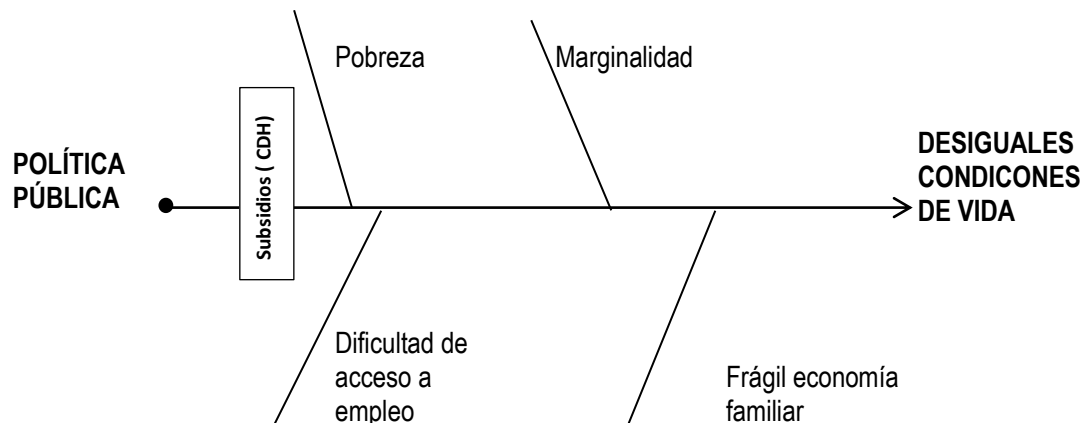 Pobreza
Marginalidad
POLÍTICA
PÚBLICA
Subsidios ( CDH)
DESIGUALES
CONDICONES
DE VIDA
Dificultad de
acceso a
empleo
Frágil economía
familiar